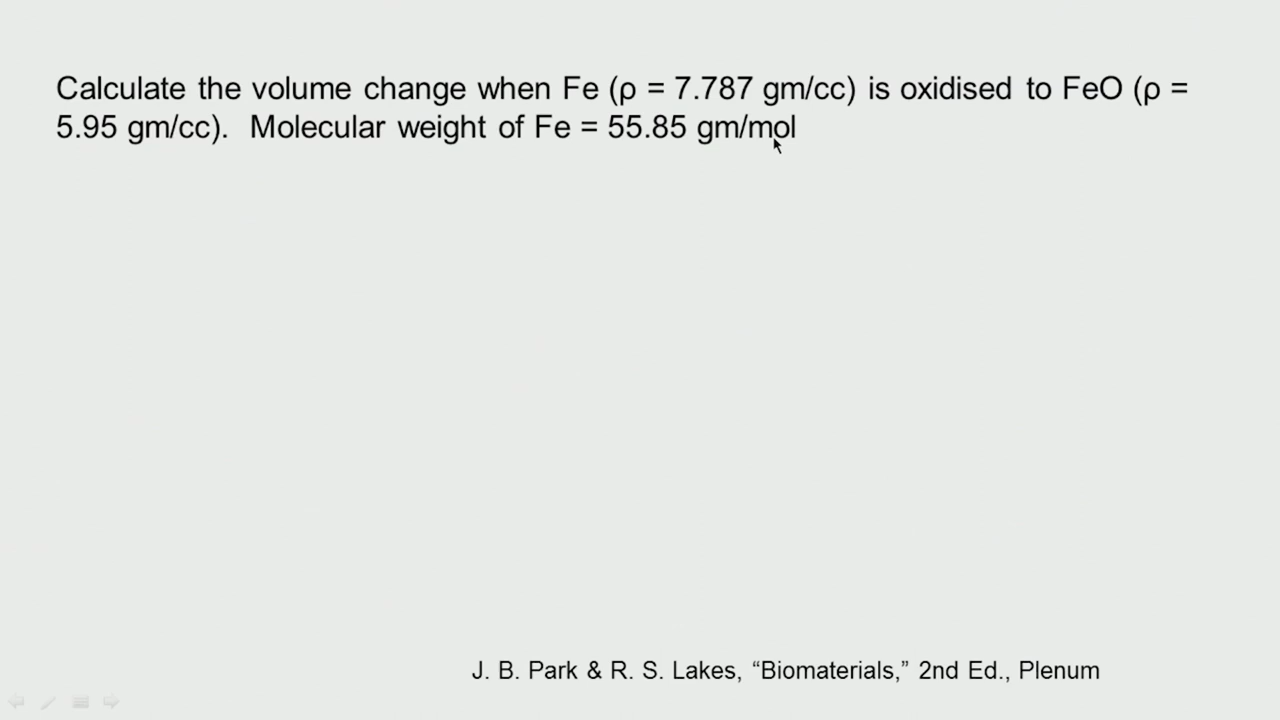 Calculate the volume change when Fe (ρ = 7.787 gm/cc) is oxidised to FeO (ρ =
5.95 gm/cc). Molecular weight of Fe = 55.85 gm/mol
J. B. Park & R. S. Lakes, “Biomaterials,” 2nd Ed., Plenum